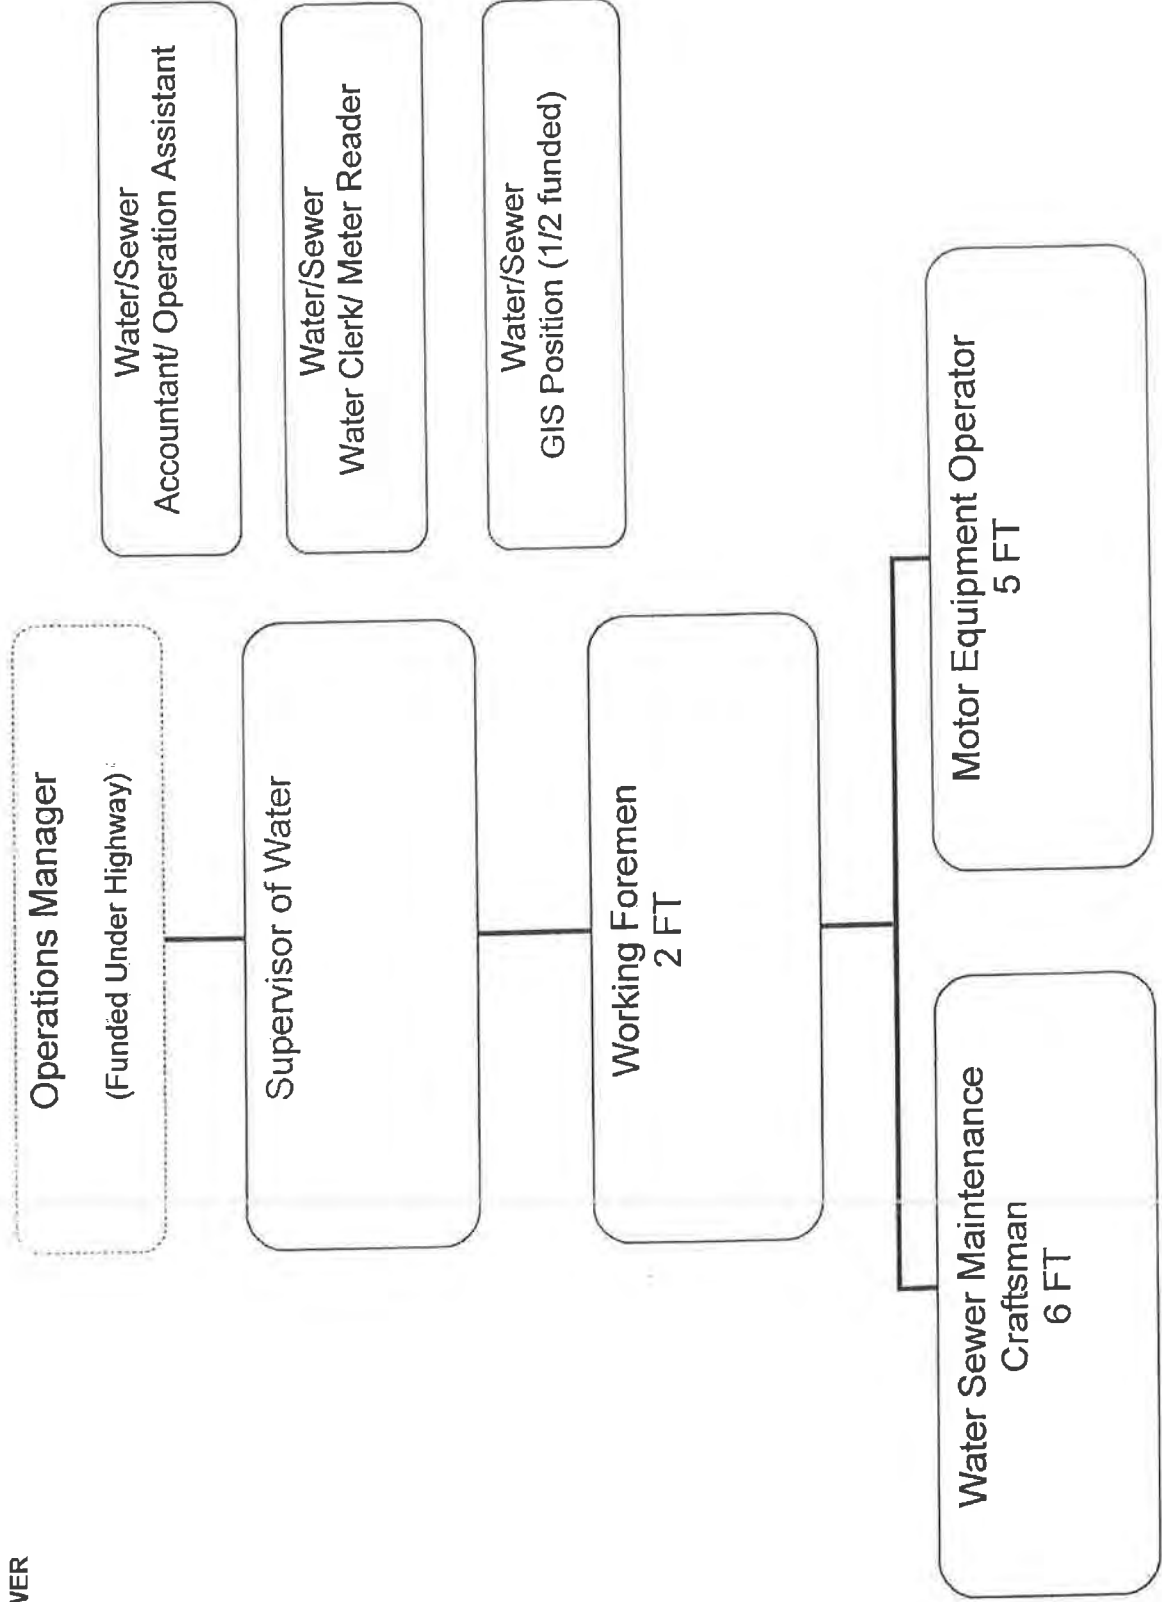 WER
Operations Manager
(Funded Under Highway)
Supervisor of Water
Working Foremen
2 FT
Water Sewer Maintenance
Craftsman
6 FT
Motor Equipment Operator
5 FT
Water/Sewer
Accountant/ Operation Assistant
Water/Sewer
Water Clerk/ Meter Reader
Water/Sewer
GIS Position (1/2 funded)